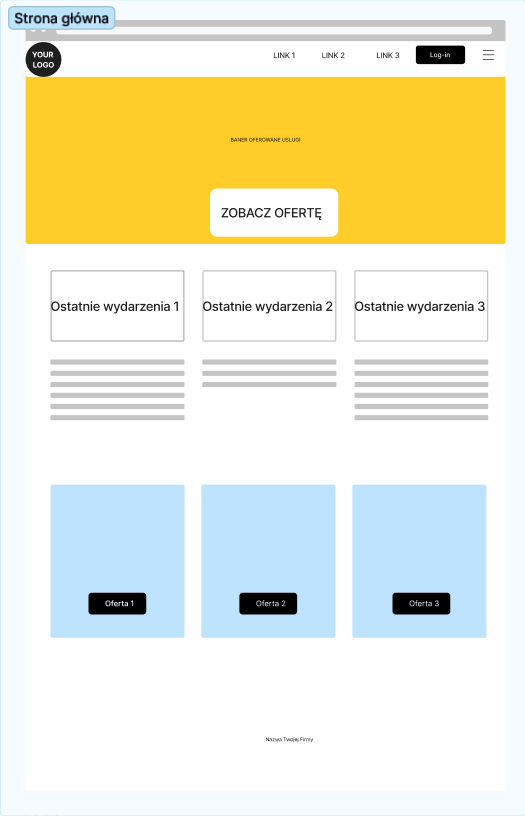 Strona główna
YOUR
LOGO
LINK 1
LINK 2
LINK 3
Log-in
BANER OFEROWANE USŁUGI
ZOBACZ OFERTĘ
Ostatnie wydarzenia 1
Ostatnie wydarzenia 2
Ostatnie wydarzenia 3
Oferta 1
Oferta 2
Oferta 3
Nazwa Twojej Firmy